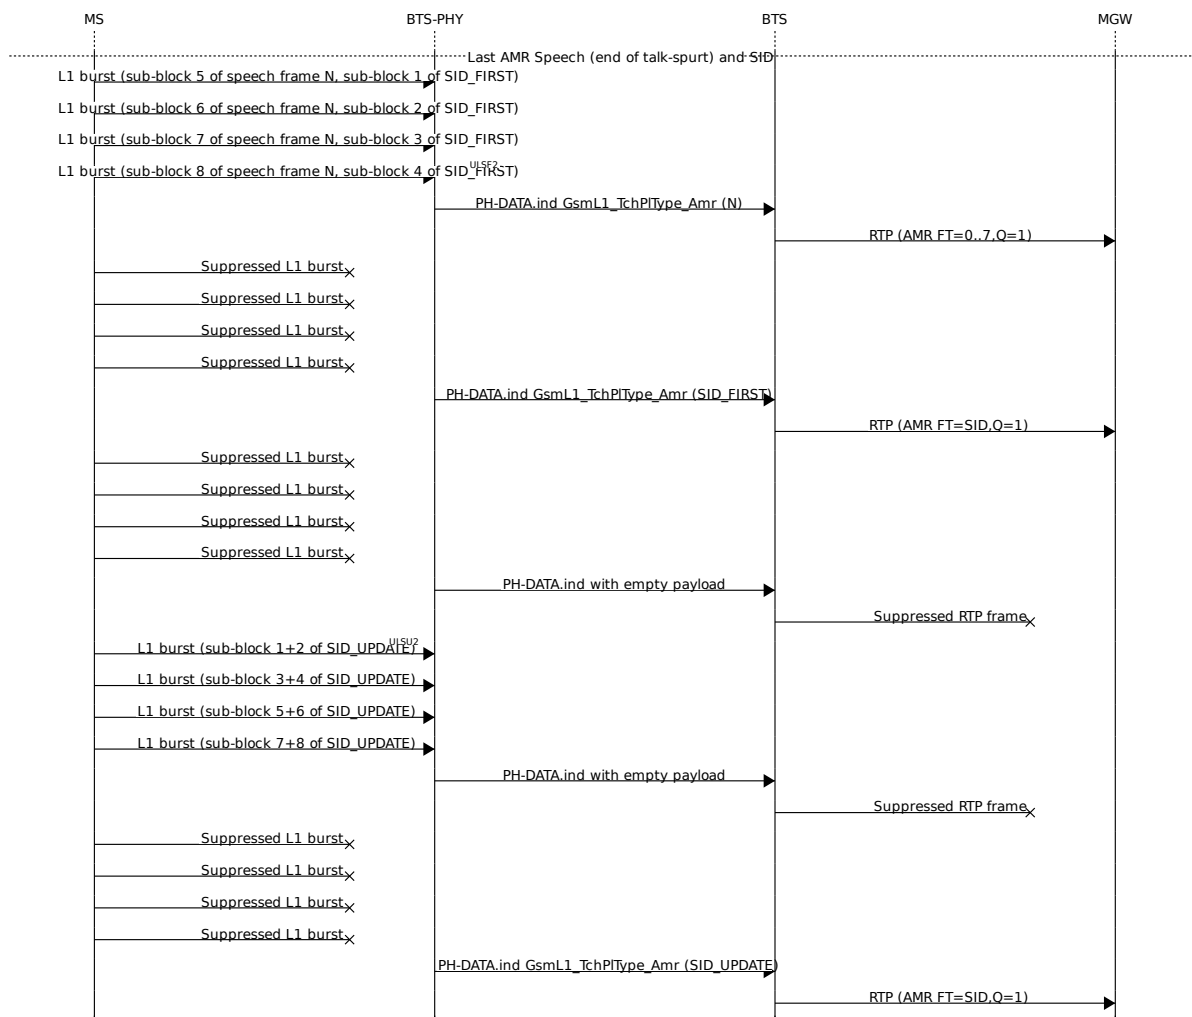 MS BTS-PHY BTS MGW
Last AMR Speech (end of talk-spurt) and SID
L1 burst (sub-block 5 of speech frame N, sub-block 1 of SID_FIRST)
L1 burst (sub-block 6 of speech frame N, sub-block 2 of SID_FIRST)
L1 burst (sub-block 7 of speech frame N, sub-block 3 of SID_FIRST)
ULSF2
L1 burst (sub-block 8 of speech frame N, sub-block 4 of SID_FIRST)
PH-DATA.ind GsmL1_TchPlType_Amr (N)
RTP (AMR FT=0..7,Q=1)
Suppressed L1 burst
Suppressed L1 burst
Suppressed L1 burst
Suppressed L1 burst
PH-DATA.ind GsmL1_TchPlType_Amr (SID_FIRST)
RTP (AMR FT=SID,Q=1)
Suppressed L1 burst
Suppressed L1 burst
Suppressed L1 burst
Suppressed L1 burst
PH-DATA.ind with empty payload
Suppressed RTP frame
ULSU2
L1 burst (sub-block 1+2 of SID_UPDATE)
L1 burst (sub-block 3+4 of SID_UPDATE)
L1 burst (sub-block 5+6 of SID_UPDATE)
L1 burst (sub-block 7+8 of SID_UPDATE)
PH-DATA.ind with empty payload
Suppressed RTP frame
Suppressed L1 burst
Suppressed L1 burst
Suppressed L1 burst
Suppressed L1 burst
PH-DATA.ind GsmL1_TchPlType_Amr (SID_UPDATE)
RTP (AMR FT=SID,Q=1)